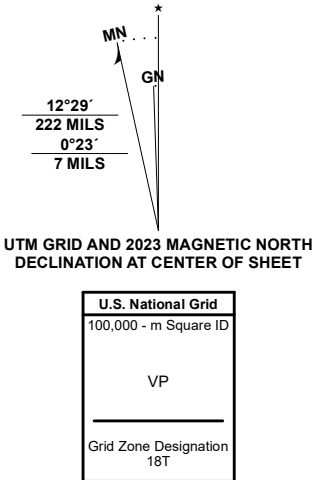 ★
MN
GN
12°29´
222 MILS
0°23´
7 MILS
UTM GRID AND 2023 MAGNETIC NORTH
DECLINATION AT CENTER OF SHEET
U.S. National Grid
100,000 - m Square ID
VP
Grid Zone Designation
18T